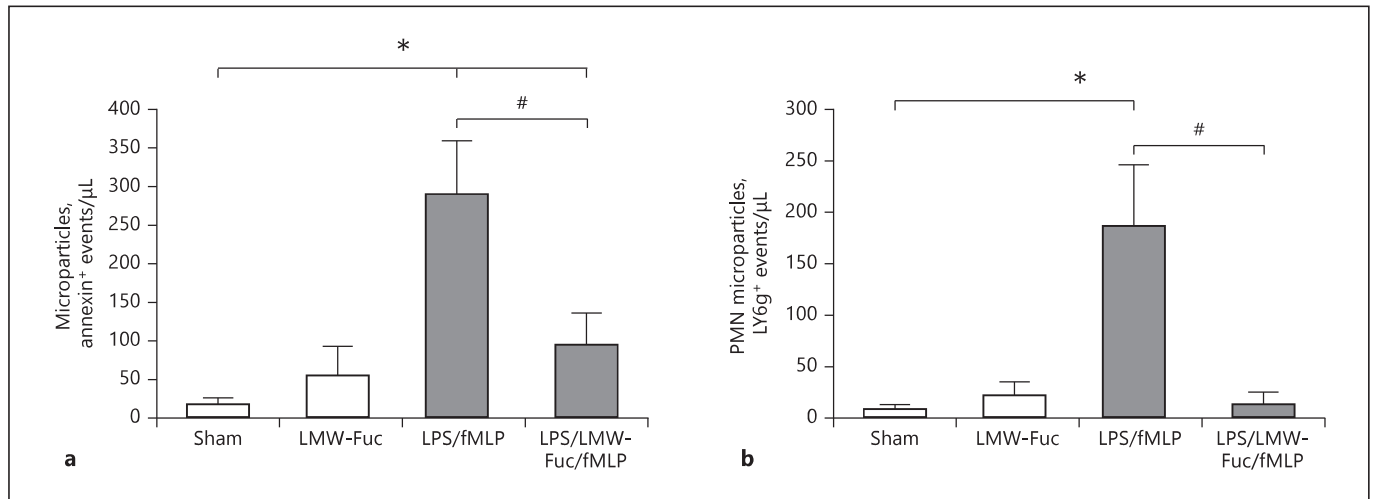 *
#
400
350
300
250
200
150
100
50
0
Microparticles,
annexin⁺ events/µL
Sham
LMW-Fuc
LPS/fMLP
LPS/LMW-
Fuc/fMLP
a
*
#
300
250
200
150
100
50
0
PMN microparticles,
LY6g⁺ events/µL
Sham
LMW-Fuc
LPS/fMLP
LPS/LMW-
Fuc/fMLP
b